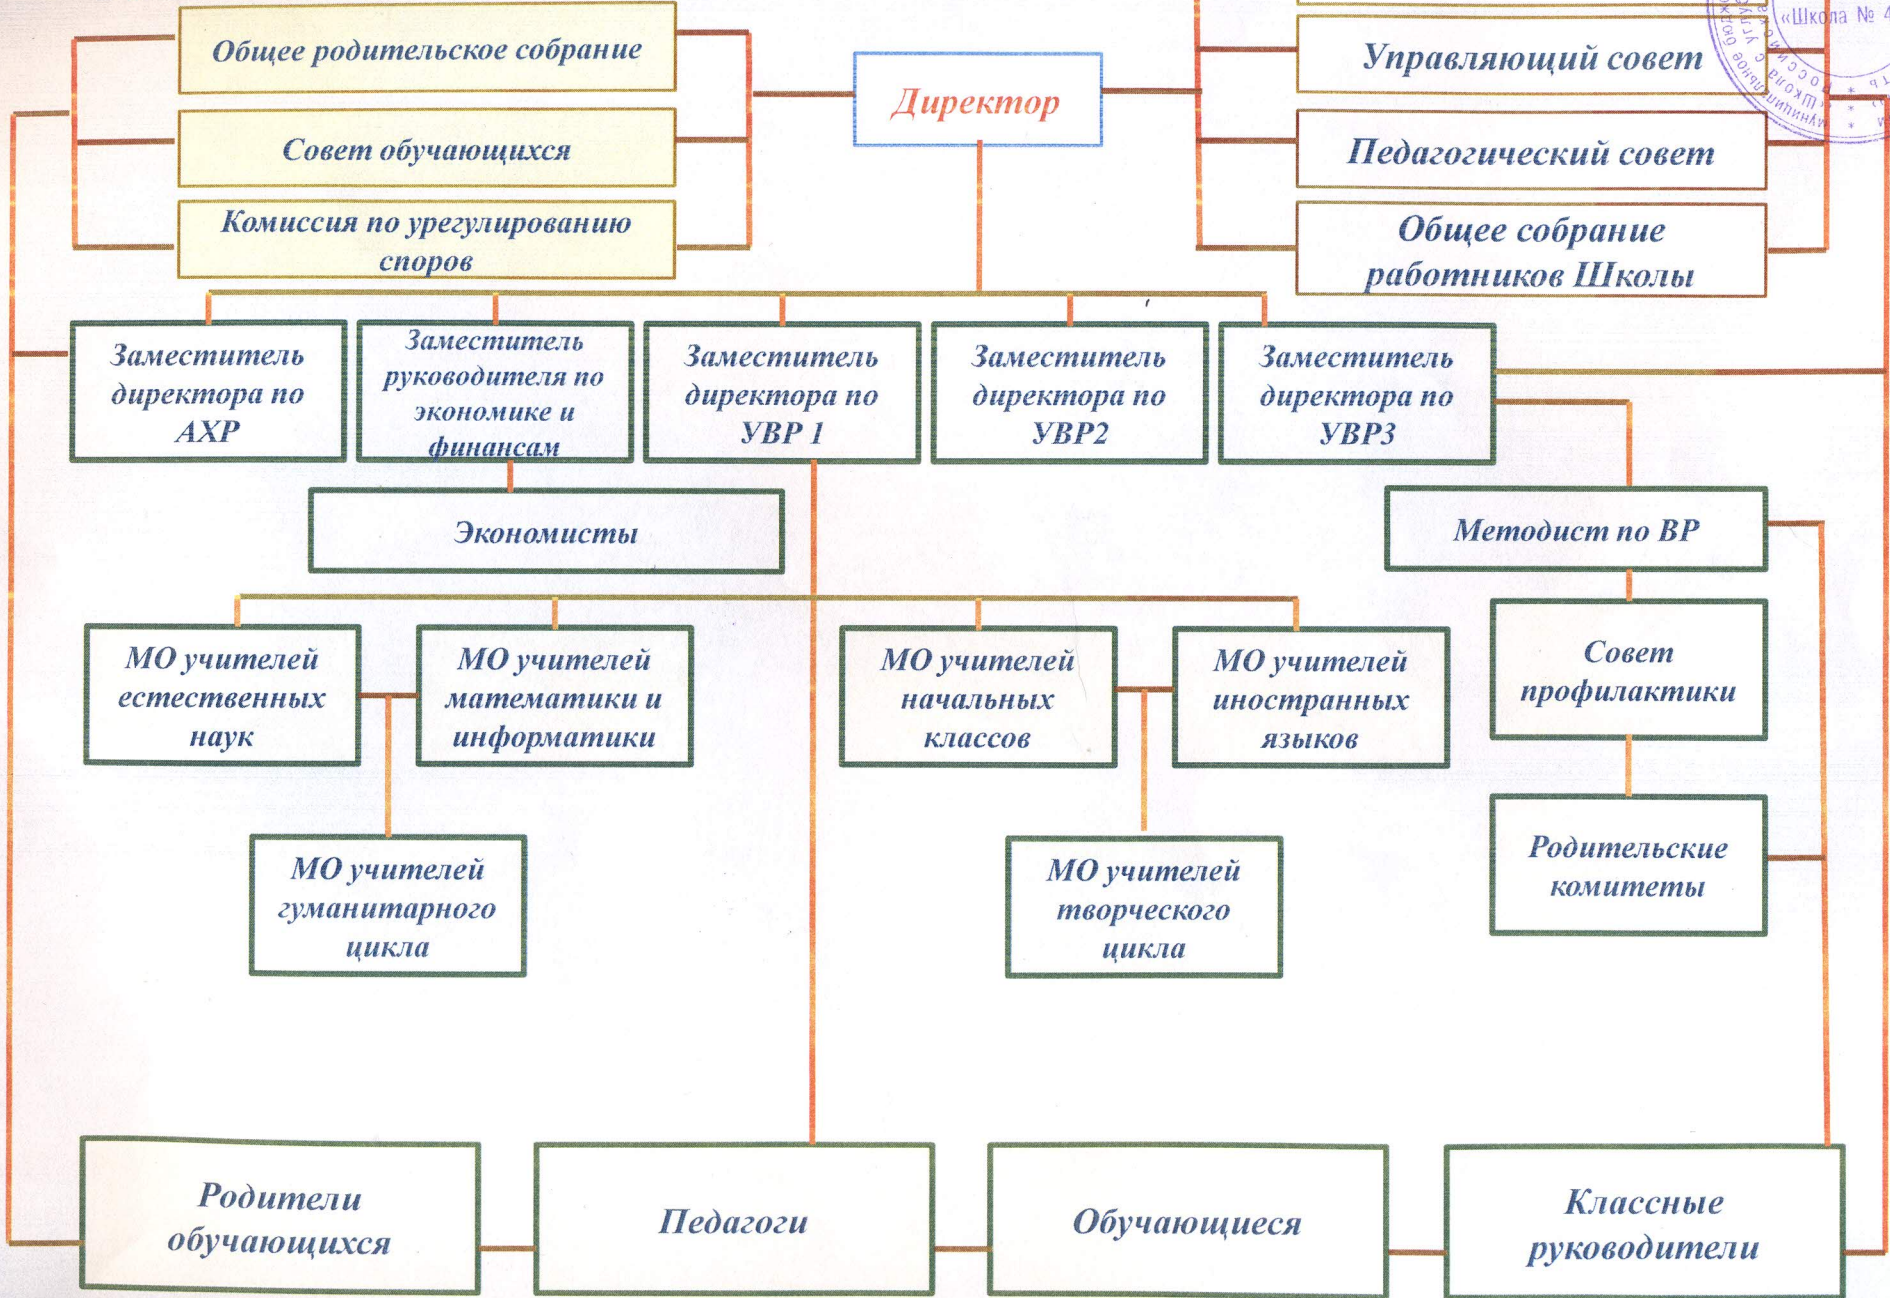 «Школа № 4
Общее родительское собрание
Директор
Управляющий совет
Совет обучающихся
Педагогический совет
Комиссия по урегулированию
споров
Общее собрание
работников Школы
Заместитель
директора по
АХР
Заместитель
руководителя по
экономике и
финансам
Заместитель
директора по
УВР 1
Заместитель
директора по
УВР2
Заместитель
директора по
УВР3
Экономисты
Методист по ВР
МО учителей
естественных
наук
МО учителей
математики и
информатики
МО учителей
начальных
классов
МО учителей
иностранных
языков
Совет
профилактики
МО учителей
гуманитарного
цикла
МО учителей
творческого
цикла
Родительские
комитеты
Родители
обучающихся
Педагоги
Обучающиеся
Классные
руководители